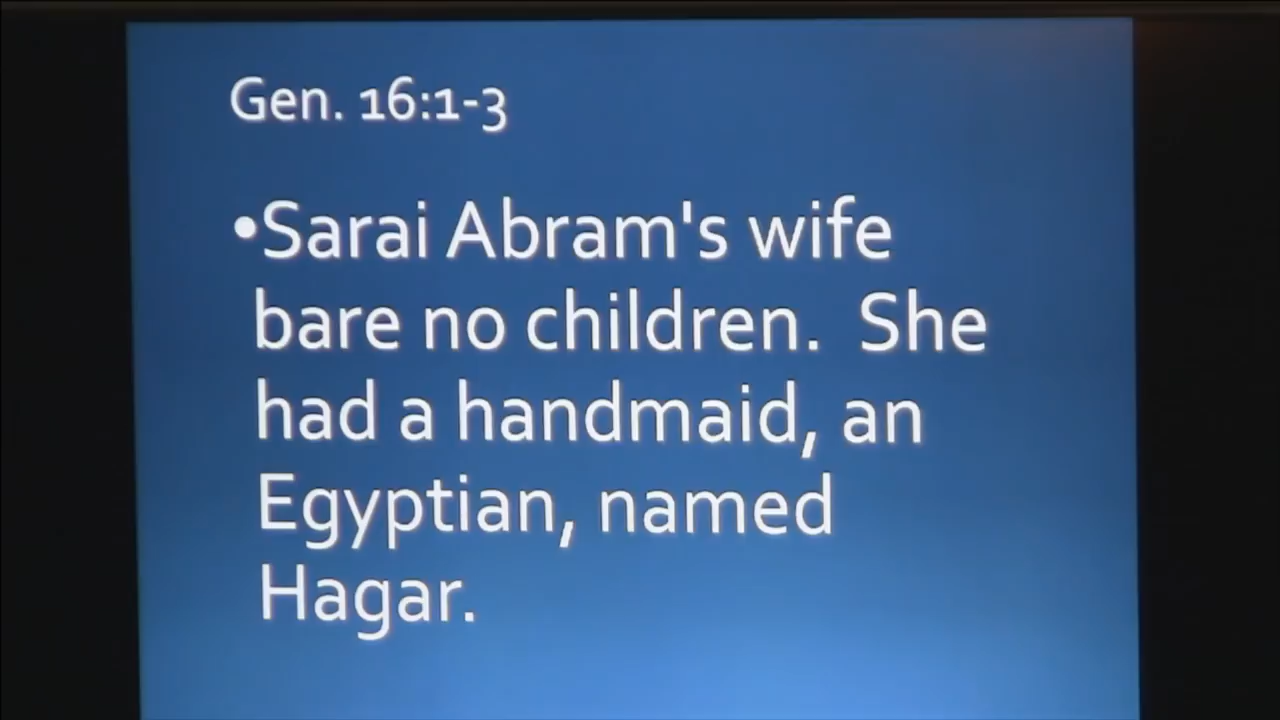 Gen. 16:1-3
•Sarai Abram's wife
bare no children.  She
had a handmaid, an
Egyptian, named
Hagar.